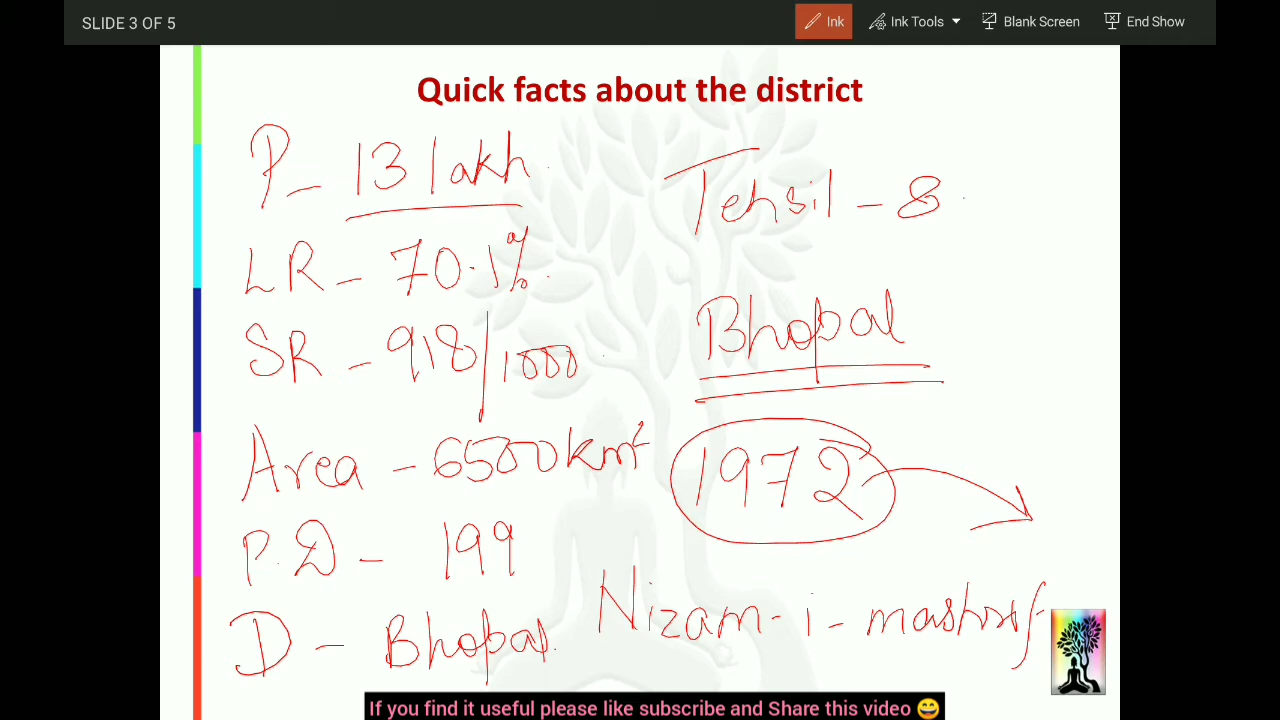 SLIDE 3 OF 5
Ink
Ink Tools
Blank Screen
End Show
Quick facts about the district
P - 13 lakh
LR - 70.1%
SR - 918/1000
Area - 6500 km²
P.D - 199
D - Bhopal
Tehsil - 8
Bhopal
1972
Nizam-i-mashrif
If you find it useful please like subscribe and Share this video 😄